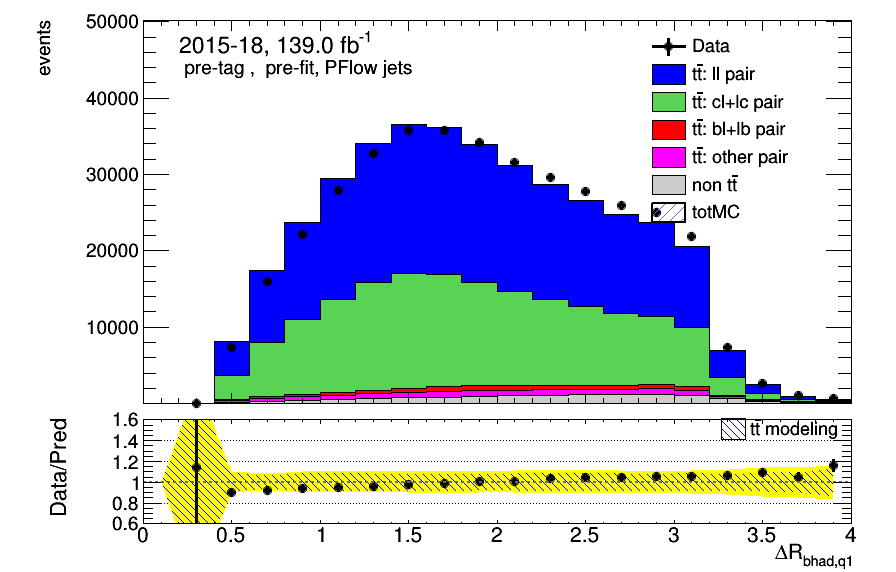 events
50000
40000
30000
20000
10000
2015-18, 139.0 fb⁻¹
pre-tag , pre-fit, PFlow jets
Data
tt̄: ll pair
tt̄: cl+lc pair
tt̄: bl+lb pair
tt̄: other pair
non tt̄
totMC
Data/Pred
1.6
1.4
1.2
1
0.8
0.6
tt̄ modeling
0 0.5 1 1.5 2 2.5 3 3.5 4
ΔR_bhad,q1